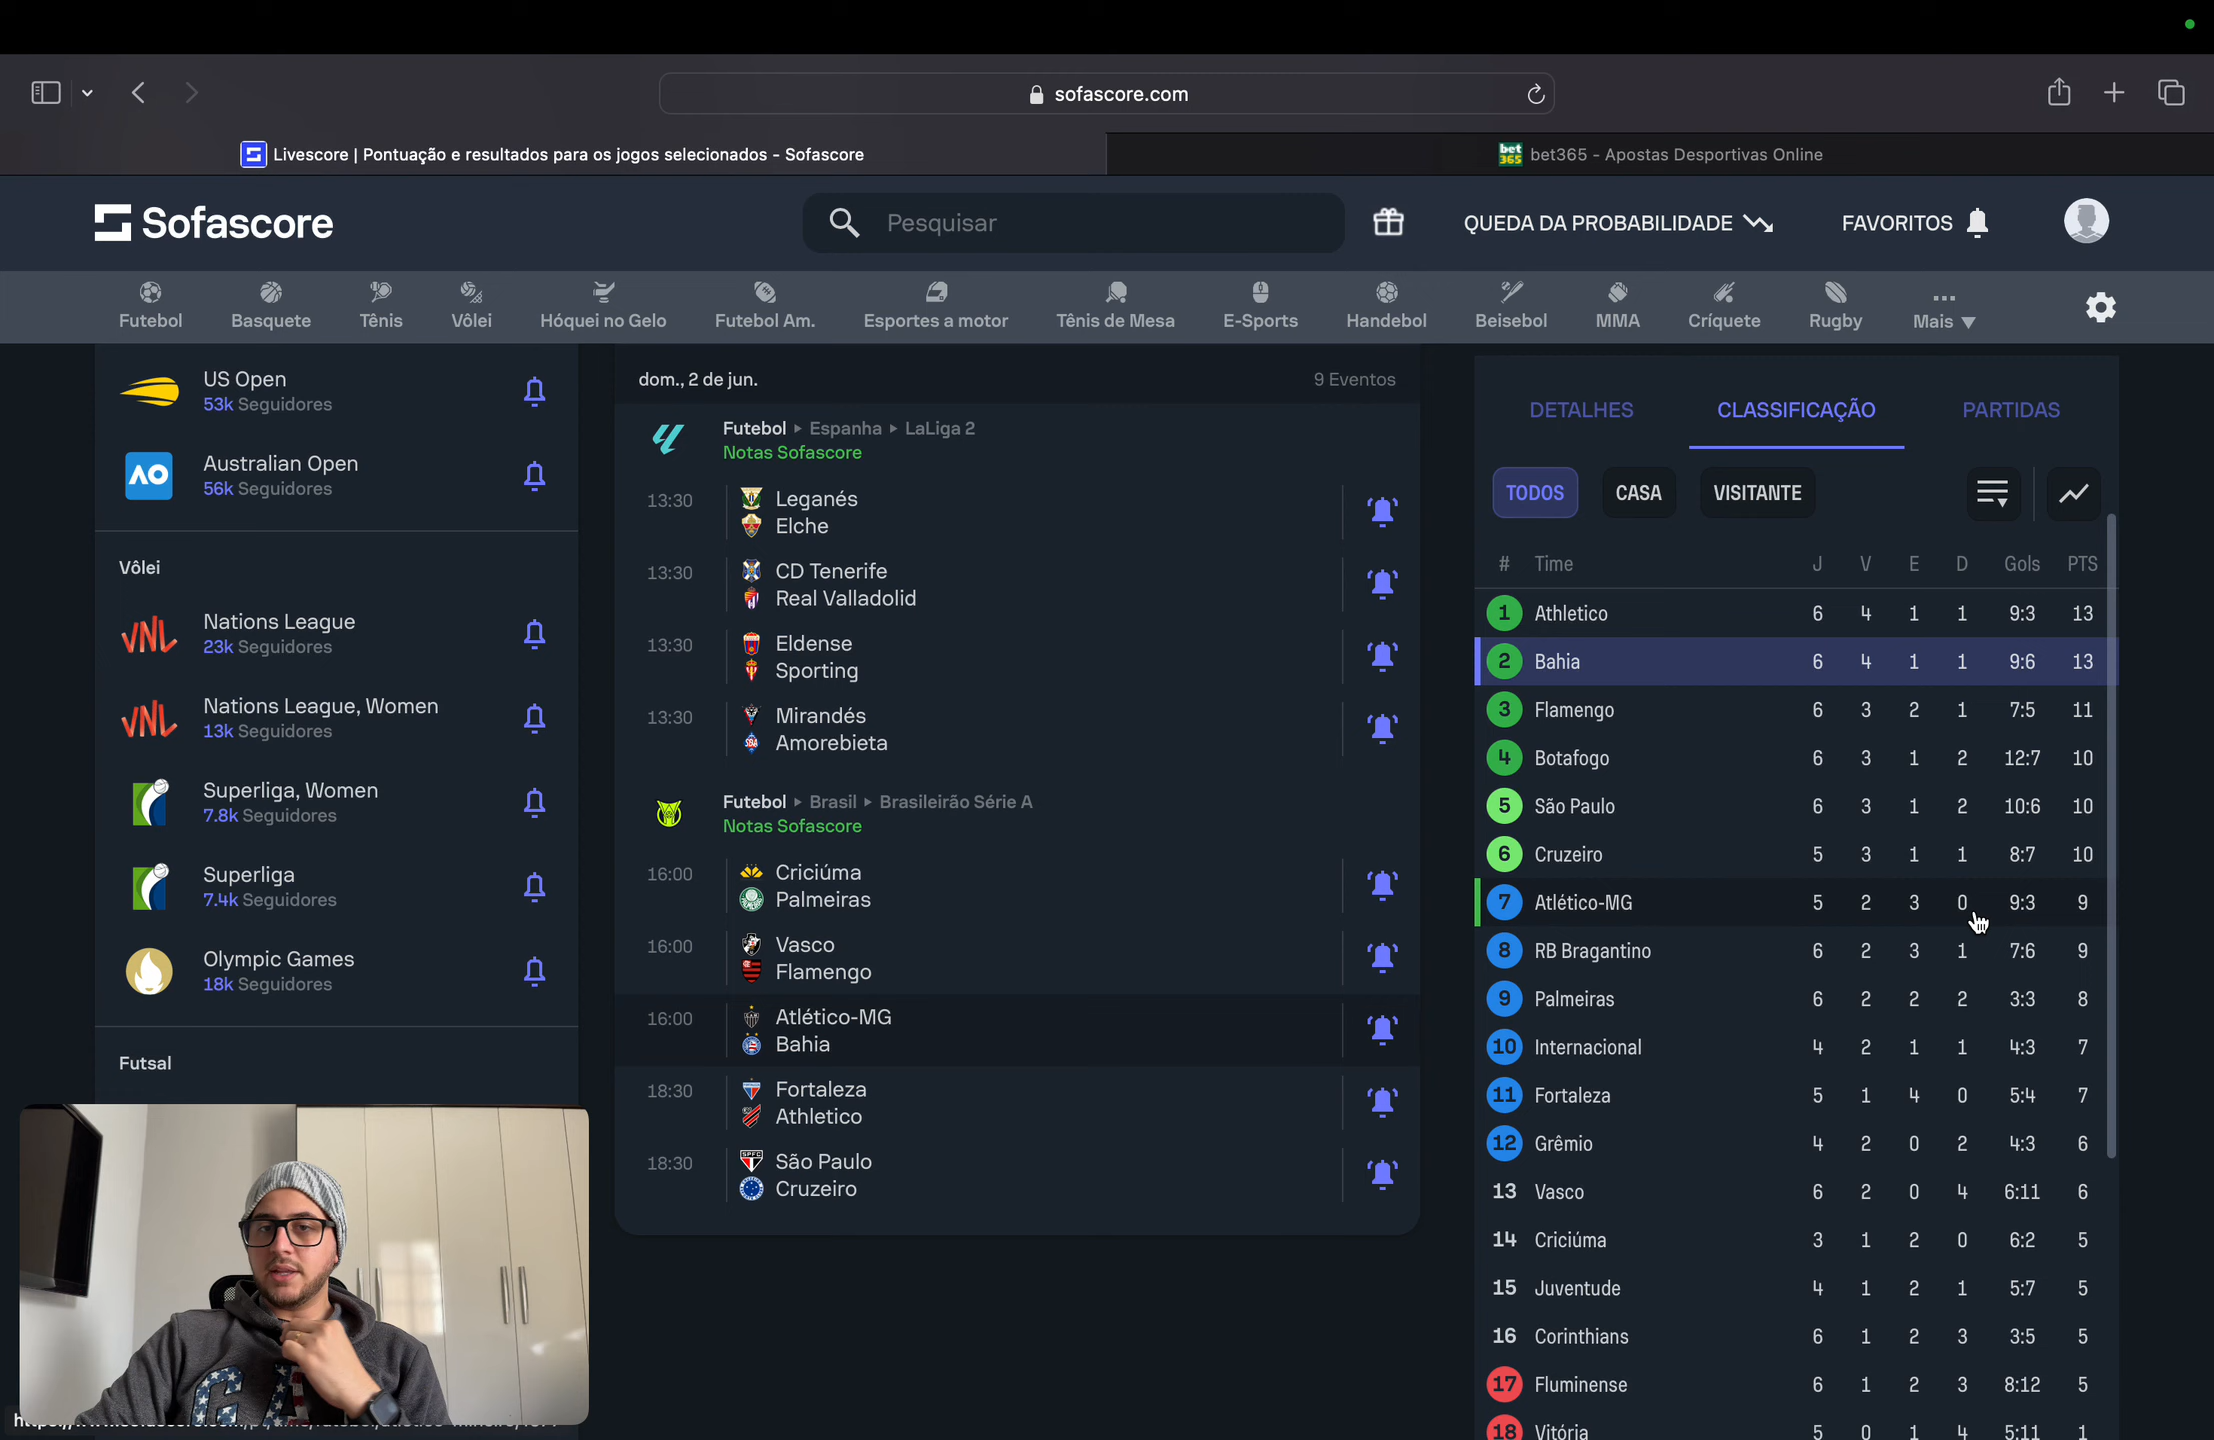 sofascore.com
Livescore | Pontuação e resultados para os jogos selecionados - Sofascore
bet365
bet365 - Apostas Desportivas Online
Sofascore
Pesquisar
QUEDA DA PROBABILIDADE
FAVORITOS
Futebol
Basquete
Tênis
Vôlei
Hóquei no Gelo
Futebol Am.
Esportes a motor
Tênis de Mesa
E-Sports
Handebol
Beisebol
MMA
Críquete
Rugby
Mais
US Open
53k Seguidores
AO
Australian Open
56k Seguidores
Vôlei
VNL
Nations League
23k Seguidores
VNL
Nations League, Women
13k Seguidores
Superliga, Women
7.8k Seguidores
Superliga
7.4k Seguidores
Olympic Games
18k Seguidores
Futsal
dom., 2 de jun.
9 Eventos
Futebol Espanha LaLiga 2
Notas Sofascore
13:30 Leganés
Elche
13:30 CD Tenerife
Real Valladolid
13:30 Eldense
Sporting
13:30 Mirandés
Amorebieta
Futebol Brasil Brasileirão Série A
Notas Sofascore
16:00 Criciúma
Palmeiras
16:00 Vasco
Flamengo
16:00 Atlético-MG
Bahia
18:30 Fortaleza
Athletico
18:30 São Paulo
Cruzeiro
DETALHES
CLASSIFICAÇÃO
PARTIDAS
TODOS
CASA
VISITANTE
# Time J V E D Gols PTS
1 Athletico 6 4 1 1 9:3 13
2 Bahia 6 4 1 1 9:6 13
3 Flamengo 6 3 2 1 7:5 11
4 Botafogo 6 3 1 2 12:7 10
5 São Paulo 6 3 1 2 10:6 10
6 Cruzeiro 5 3 1 1 8:7 10
7 Atlético-MG 5 2 3 0 9:3 9
8 RB Bragantino 6 2 3 1 7:6 9
9 Palmeiras 6 2 2 2 3:3 8
10 Internacional 4 2 1 1 4:3 7
11 Fortaleza 5 1 4 0 5:4 7
12 Grêmio 4 2 0 2 4:3 6
13 Vasco 6 2 0 4 6:11 6
14 Criciúma 3 1 2 0 6:2 5
15 Juventude 4 1 2 1 5:7 5
16 Corinthians 6 1 2 3 3:5 5
17 Fluminense 6 1 2 3 8:12 5
18 Vitória 5 0 1 4 5:11 1